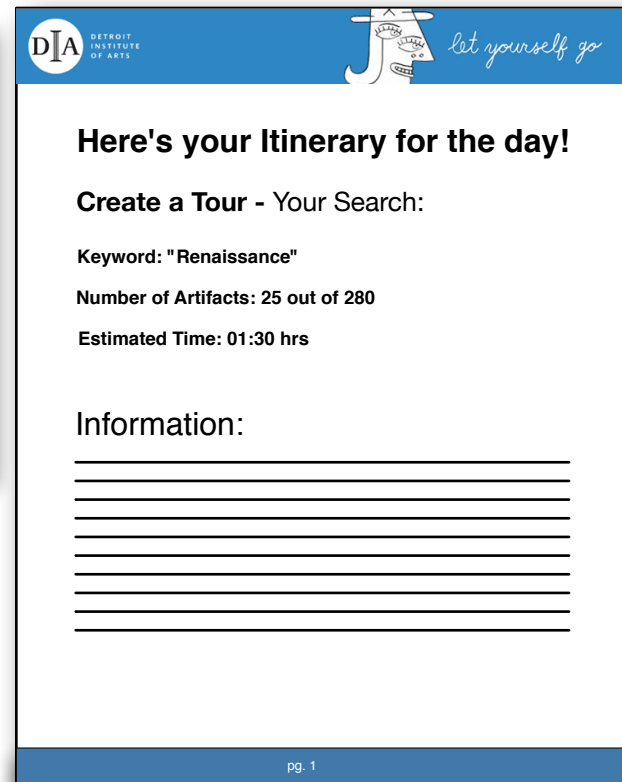 DIA
DETROIT
INSTITUTE
OF ARTS
let yourself go
Here's your Itinerary for the day!
Create a Tour - Your Search:
Keyword: "Renaissance"
Number of Artifacts: 25 out of 280
Estimated Time: 01:30 hrs
Information:
pg. 1